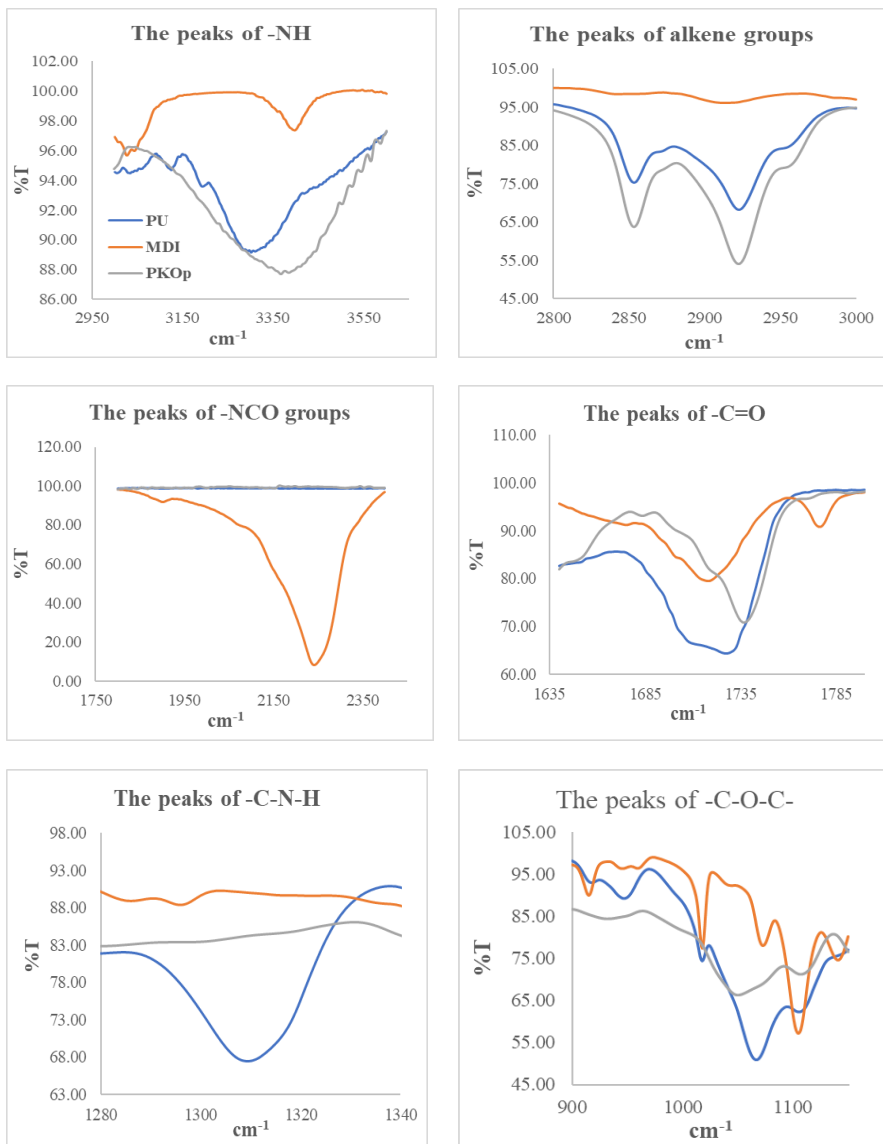 The peaks of -NH
102.00
100.00
98.00
96.00
94.00
92.00
90.00
88.00
86.00
%T
PU
MDI
PKOp
2950 3150 3350 3550
cm-1
The peaks of alkene groups
105.00
95.00
85.00
75.00
65.00
55.00
45.00
%T
2800 2850 2900 2950 3000
cm-1
The peaks of -NCO groups
120.00
100.00
80.00
60.00
40.00
20.00
0.00
%T
1750 1950 2150 2350
cm-1
The peaks of -C=O
110.00
100.00
90.00
80.00
70.00
60.00
%T
1635 1685 1735 1785
cm-1
The peaks of -C-N-H
98.00
93.00
88.00
83.00
78.00
73.00
68.00
63.00
%T
1280 1300 1320 1340
cm-1
The peaks of -C-O-C-
105.00
95.00
85.00
75.00
65.00
55.00
45.00
%T
900 1000 1100
cm-1